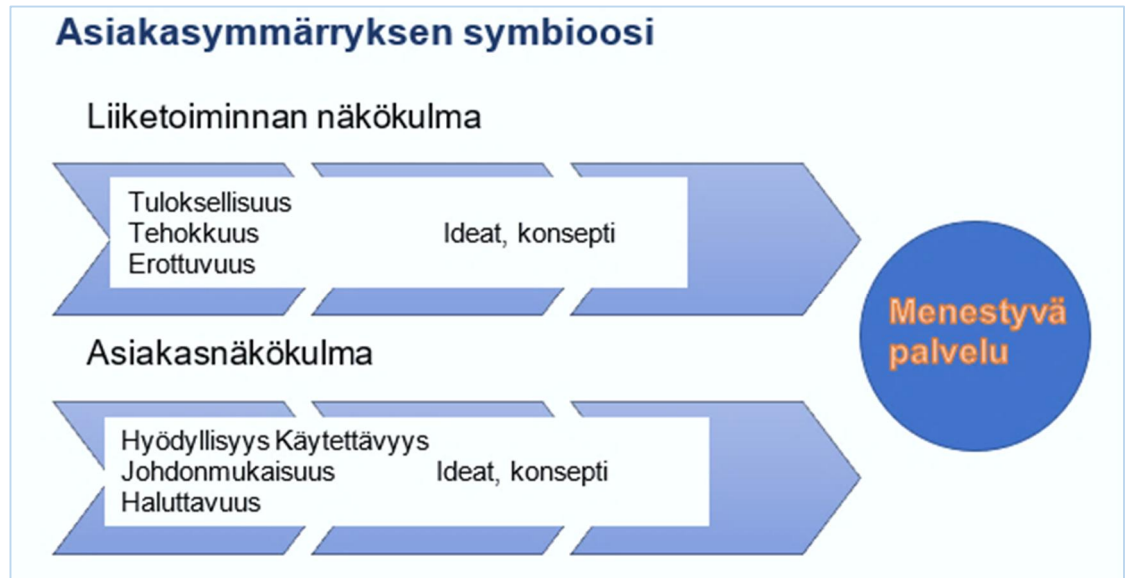 Asiakasymmärryksen symbioosi
Liiketoiminnan näkökulma
Tuloksellisuus
Tehokkuus
Erottuvuus
Ideat, konsepti
Asiakasnäkökulma
Hyödyllisyys Käytettävyys
Johdonmukaisuus
Haluttavuus
Ideat, konsepti
Menestyvä
palvelu